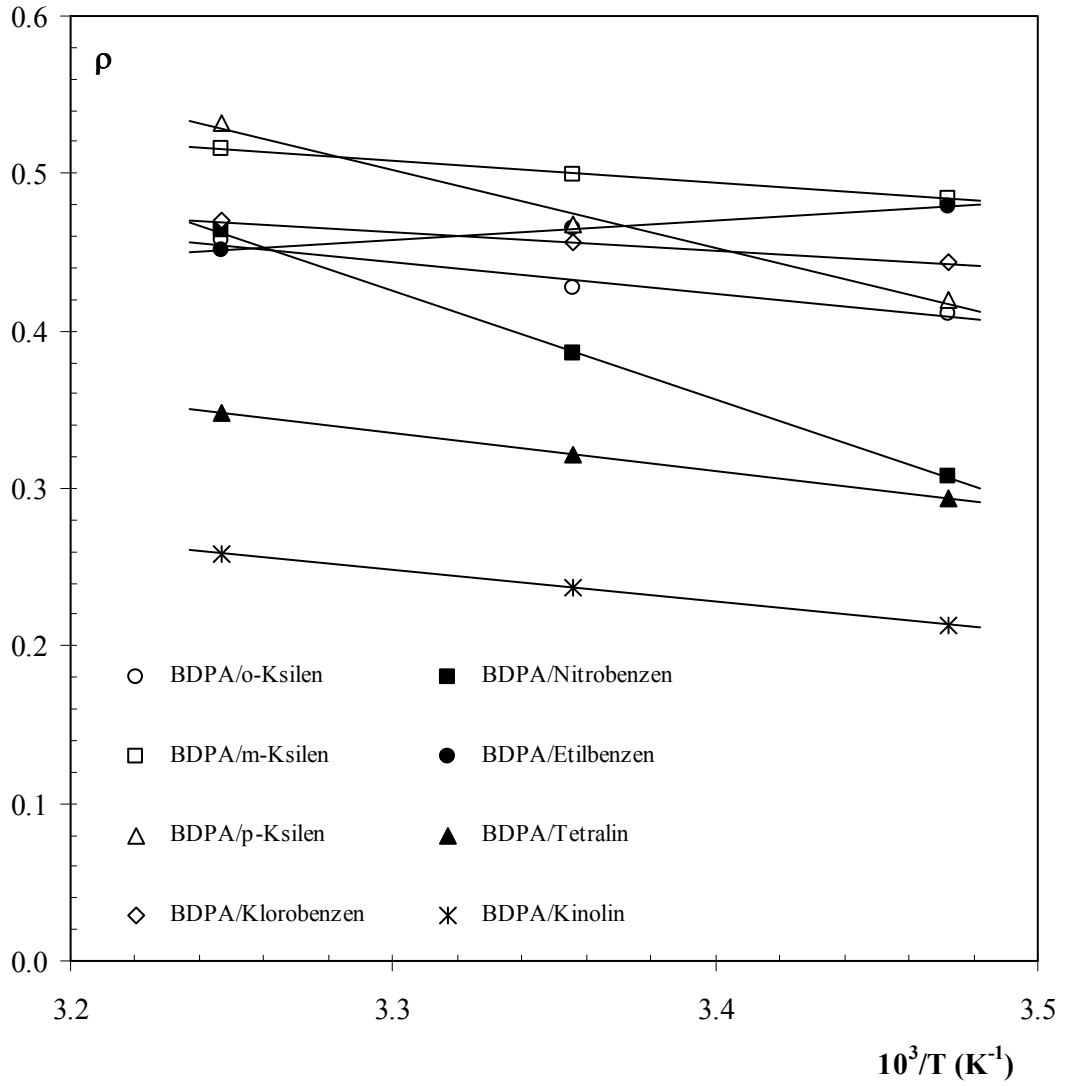 0.6
ρ
0.5
0.4
0.3
0.2
BDPA/o-Ksilen BDPA/Nitrobenzen
BDPA/m-Ksilen BDPA/Etilbenzen
0.1
BDPA/p-Ksilen BDPA/Tetralin
BDPA/Klorobenzen BDPA/Kinolin
0.0
3.2 3.3 3.4 3.5
10³/T (K⁻¹)